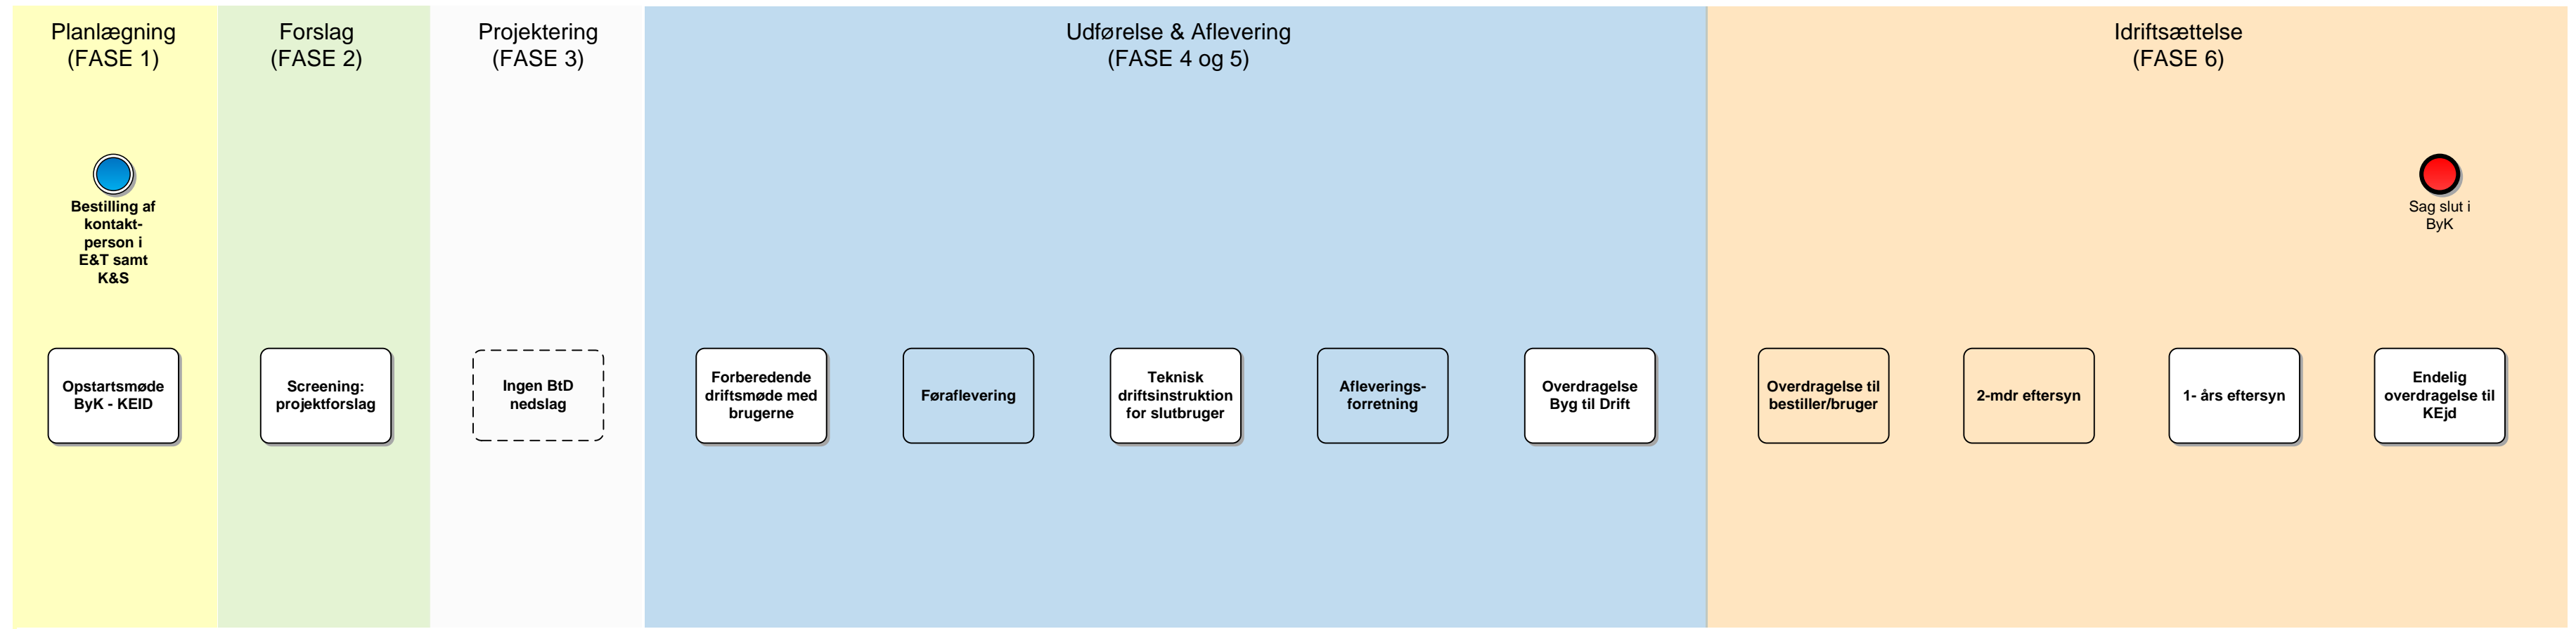 Planlægning
(FASE 1)
Forslag
(FASE 2)
Projektering
(FASE 3)
Udførelse & Aflevering
(FASE 4 og 5)
Idriftsættelse
(FASE 6)
Bestilling af
kontakt-
person i
E&T samt
K&S
Sag slut i
ByK
Opstartsmøde
ByK - KEID
Screening:
projektforslag
Ingen BtD
nedslag
Forberedende
driftsmøde med
brugerne
Føraflevering
Teknisk
driftsinstruktion
for slutbruger
Afleverings-
forretning
Overdragelse
Byg til Drift
Overdragelse til
bestiller/bruger
2-mdr eftersyn
1- års eftersyn
Endelig
overdragelse til
KEjd